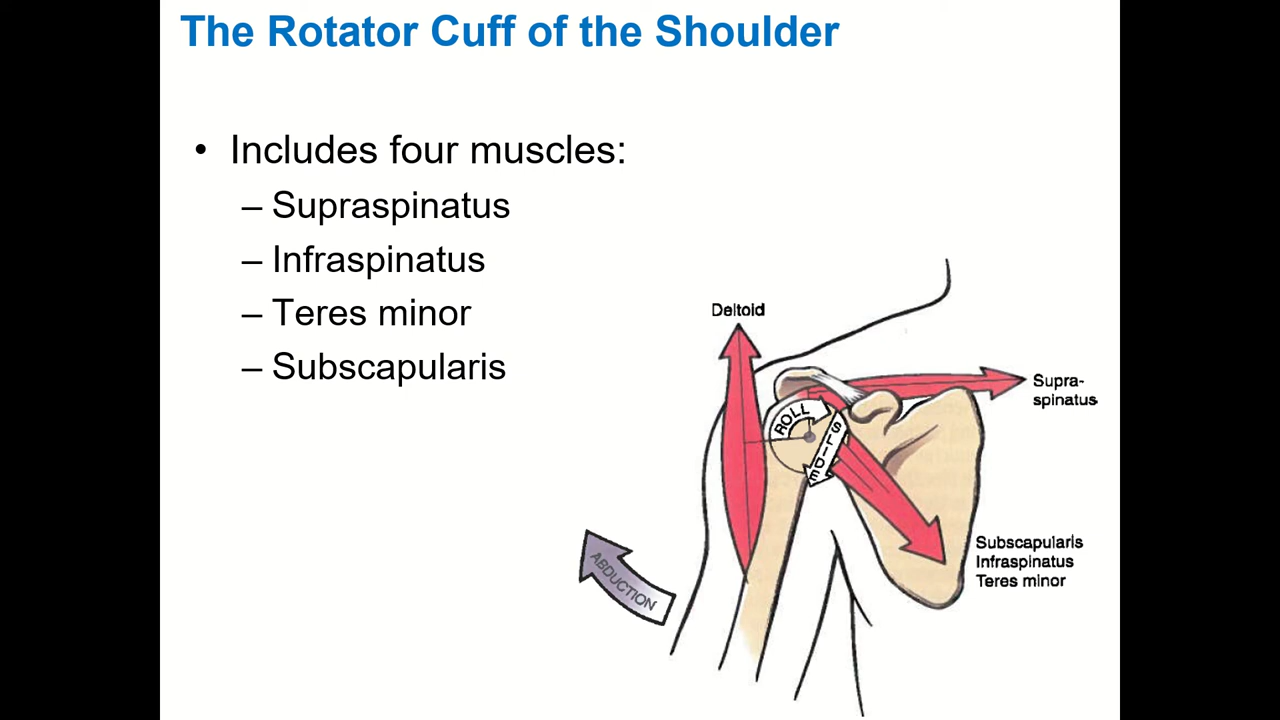 The Rotator Cuff of the Shoulder
• Includes four muscles:
– Supraspinatus
– Infraspinatus
– Teres minor
– Subscapularis
Deltoid
Supra-
spinatus
ROLL
SLIDE
ABDUCTION
Subscapularis
Infraspinatus
Teres minor